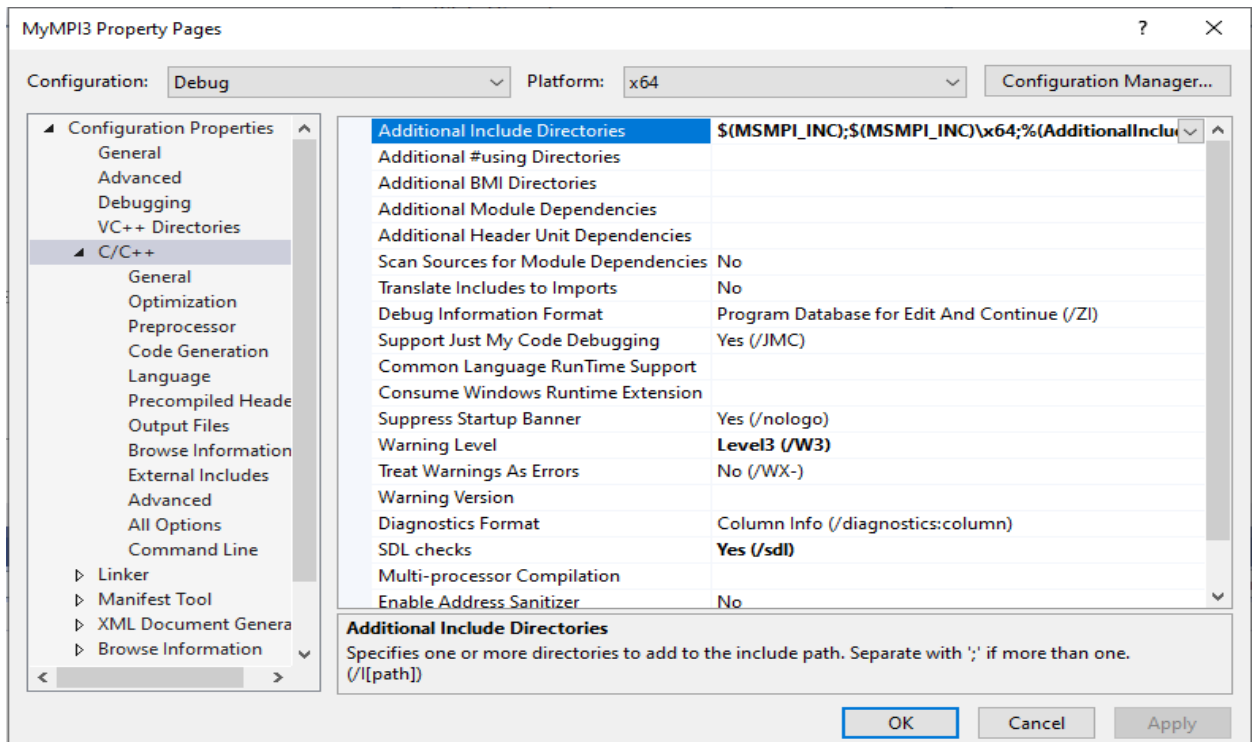 MyMPI3 Property Pages
?
Configuration: Debug Platform: x64 Configuration Manager...
Configuration Properties
General
Advanced
Debugging
VC++ Directories
C/C++
General
Optimization
Preprocessor
Code Generation
Language
Precompiled Heade
Output Files
Browse Information
External Includes
Advanced
All Options
Command Line
Linker
Manifest Tool
XML Document Genera
Browse Information
Additional Include Directories $(MSMPI_INC);$(MSMPI_INC)\x64;%(AdditionalInclu
Additional #using Directories
Additional BMI Directories
Additional Module Dependencies
Additional Header Unit Dependencies
Scan Sources for Module Dependencies No
Translate Includes to Imports No
Debug Information Format Program Database for Edit And Continue (/ZI)
Support Just My Code Debugging Yes (/JMC)
Common Language RunTime Support
Consume Windows Runtime Extension
Suppress Startup Banner Yes (/nologo)
Warning Level Level3 (/W3)
Treat Warnings As Errors No (/WX-)
Warning Version
Diagnostics Format Column Info (/diagnostics:column)
SDL checks Yes (/sdl)
Multi-processor Compilation
Enable Address Sanitizer No
Additional Include Directories
Specifies one or more directories to add to the include path. Separate with ';' if more than one.
(/I[path])
OK Cancel Apply